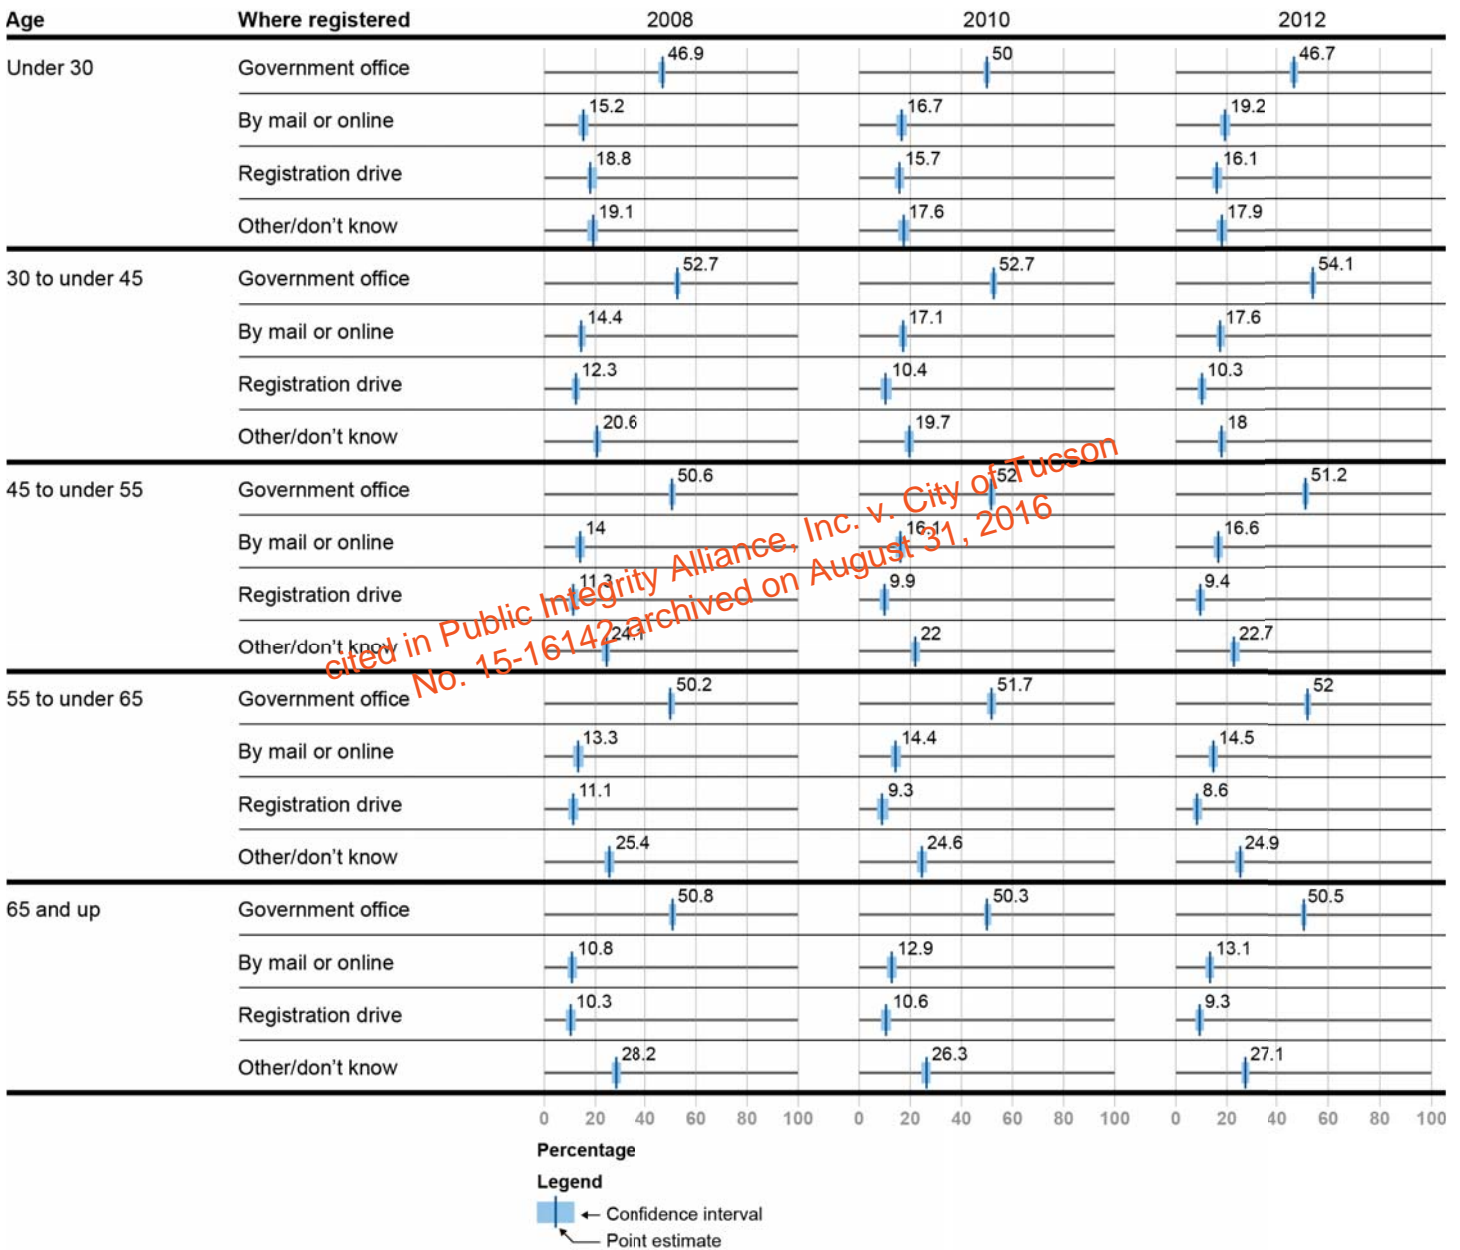 Age Where registered 2008 2010 2012
Under 30 Government office 46.9 50 46.7
By mail or online 15.2 16.7 19.2
Registration drive 18.8 15.7 16.1
Other/don't know 19.1 17.6 17.9
30 to under 45 Government office 52.7 52.7 54.1
By mail or online 14.4 17.1 17.6
Registration drive 12.3 10.4 10.3
Other/don't know 20.6 19.7 18
45 to under 55 Government office 50.6 52 51.2
By mail or online 14 16.1 16.6
Registration drive 11.3 9.9 9.4
Other/don't know 24.1 22 22.7
cited in Public Integrity Alliance, Inc. v. City of Tucson
No. 15-16142 archived on August 31, 2016
55 to under 65 Government office 50.2 51.7 52
By mail or online 13.3 14.4 14.5
Registration drive 11.1 9.3 8.6
Other/don't know 25.4 24.6 24.9
65 and up Government office 50.8 50.3 50.5
By mail or online 10.8 12.9 13.1
Registration drive 10.3 10.6 9.3
Other/don't know 28.2 26.3 27.1
0 20 40 60 80 100 0 20 40 60 80 100 0 20 40 60 80 100
Percentage
Legend
Confidence interval
Point estimate